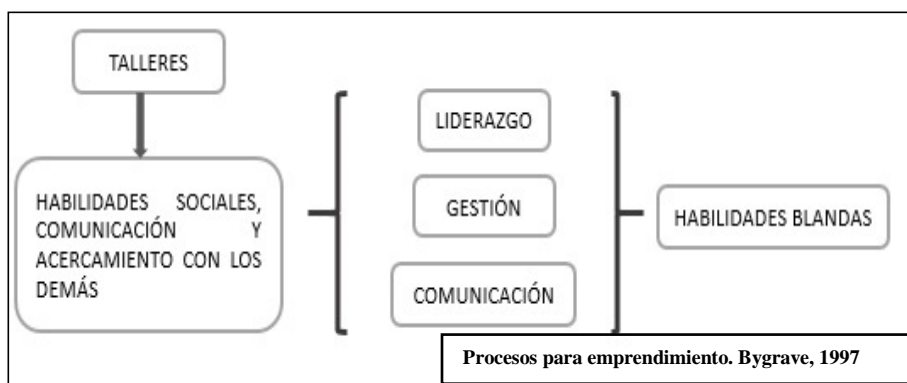 TALLERES
HABILIDADES SOCIALES,
COMUNICACIÓN Y
ACERCAMIENTO CON LOS
DEMÁS
LIDERAZGO
GESTIÓN
COMUNICACIÓN
HABILIDADES BLANDAS
Procesos para emprendimiento. Bygrave, 1997